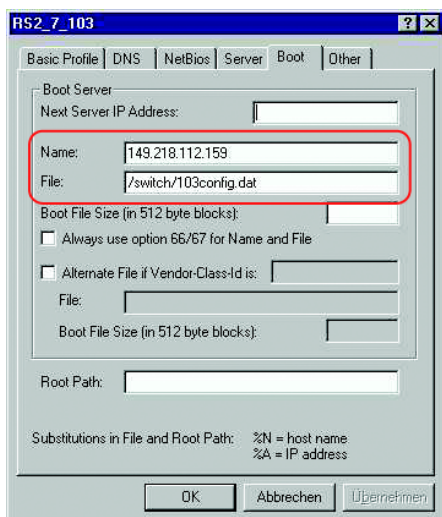 RS2_7_103
Basic Profile DNS NetBios Server Boot Other
Boot Server
Next Server IP Address:
Name: 149.218.112.159
File: /switch/103config.dat
Boot File Size (in 512 byte blocks):
Always use option 66/67 for Name and File
Alternate File if Vendor-Class-Id is:
File:
Boot File Size (in 512 byte blocks):
Root Path:
Substitutions in File and Root Path: %N = host name
%A = IP address
OK Abbrechen Übernehmen